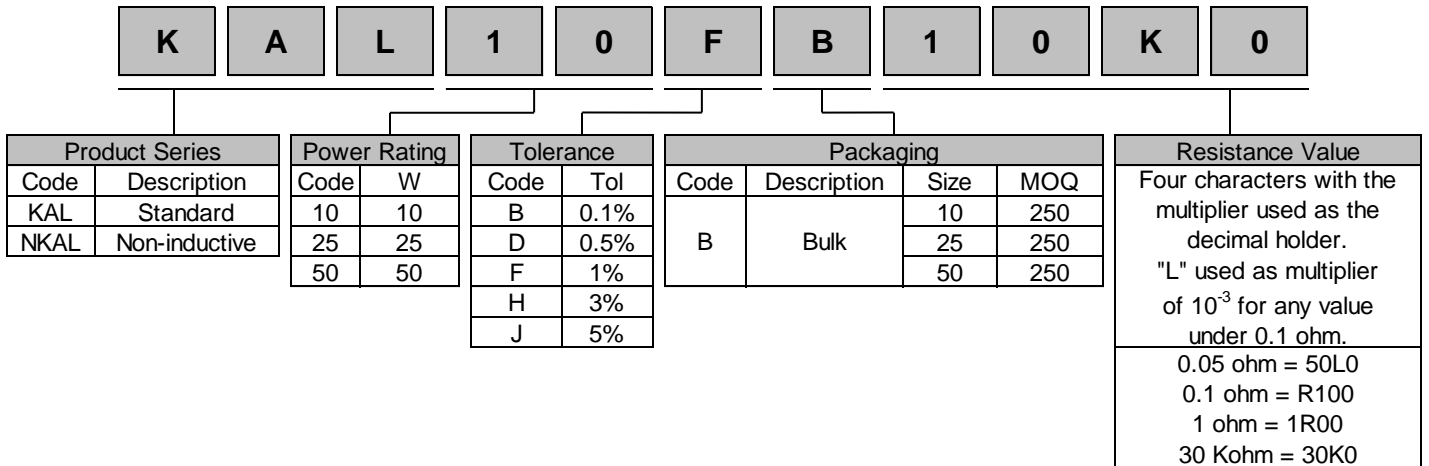 K A L 1 0 F B 1 0 K 0
Product Series
Code Description
KAL Standard
NKAL Non-inductive
Power Rating
Code W
10 10
25 25
50 50
Tolerance
Code Tol
B 0.1%
D 0.5%
F 1%
H 3%
J 5%
Packaging
Code Description Size MOQ
B Bulk 10 250
25 250
50 250
Resistance Value
Four characters with the
multiplier used as the
decimal holder.
"L" used as multiplier
of 10⁻³ for any value
under 0.1 ohm.
0.05 ohm = 50L0
0.1 ohm = R100
1 ohm = 1R00
30 Kohm = 30K0